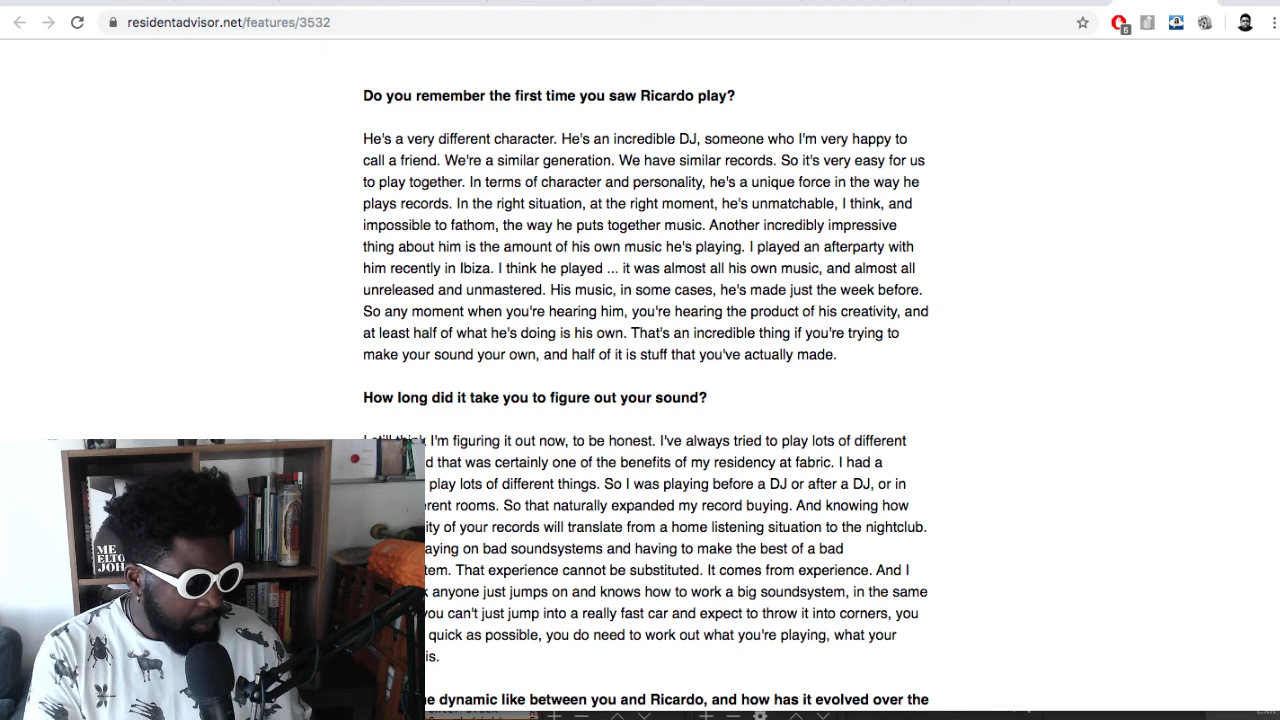 residentadvisor.net/features/3532
5
Do you remember the first time you saw Ricardo play?
He's a very different character. He's an incredible DJ, someone who I'm very happy to
call a friend. We're a similar generation. We have similar records. So it's very easy for us
to play together. In terms of character and personality, he's a unique force in the way he
plays records. In the right situation, at the right moment, he's unmatchable, I think, and
impossible to fathom, the way he puts together music. Another incredibly impressive
thing about him is the amount of his own music he's playing. I played an afterparty with
him recently in Ibiza. I think he played ... it was almost all his own music, and almost all
unreleased and unmastered. His music, in some cases, he's made just the week before.
So any moment when you're hearing him, you're hearing the product of his creativity, and
at least half of what he's doing is his own. That's an incredible thing if you're trying to
make your sound your own, and half of it is stuff that you've actually made.
How long did it take you to figure out your sound?
I still think I'm figuring it out now, to be honest. I've always tried to play lots of different
d that was certainly one of the benefits of my residency at fabric. I had a
play lots of different things. So I was playing before a DJ or after a DJ, or in
erent rooms. So that naturally expanded my record buying. And knowing how
ity of your records will translate from a home listening situation to the nightclub.
aying on bad soundsystems and having to make the best of a bad
tem. That experience cannot be substituted. It comes from experience. And I
anyone just jumps on and knows how to work a big soundsystem, in the same
you can't just jump into a really fast car and expect to throw it into corners, you
quick as possible, you do need to work out what you're playing, what your
is.
e dynamic like between you and Ricardo, and how has it evolved over the
ME
ELTO
JOH